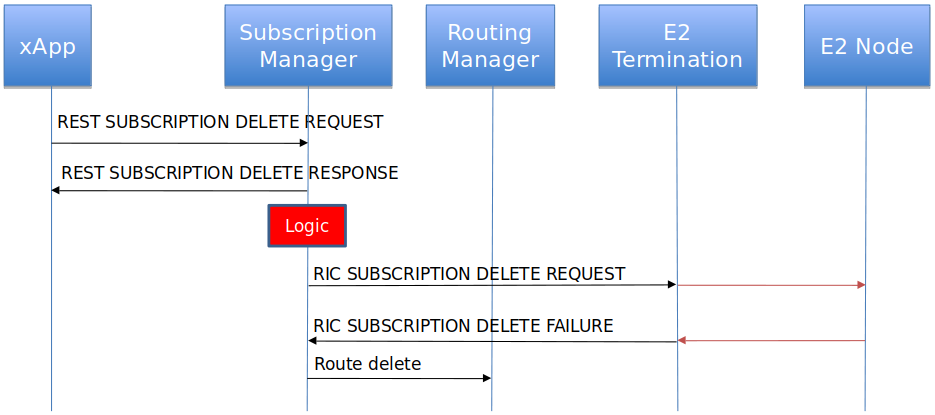 xApp
Subscription
Manager
Routing
Manager
E2
Termination
E2 Node
REST SUBSCRIPTION DELETE REQUEST
REST SUBSCRIPTION DELETE RESPONSE
Logic
RIC SUBSCRIPTION DELETE REQUEST
RIC SUBSCRIPTION DELETE FAILURE
Route delete